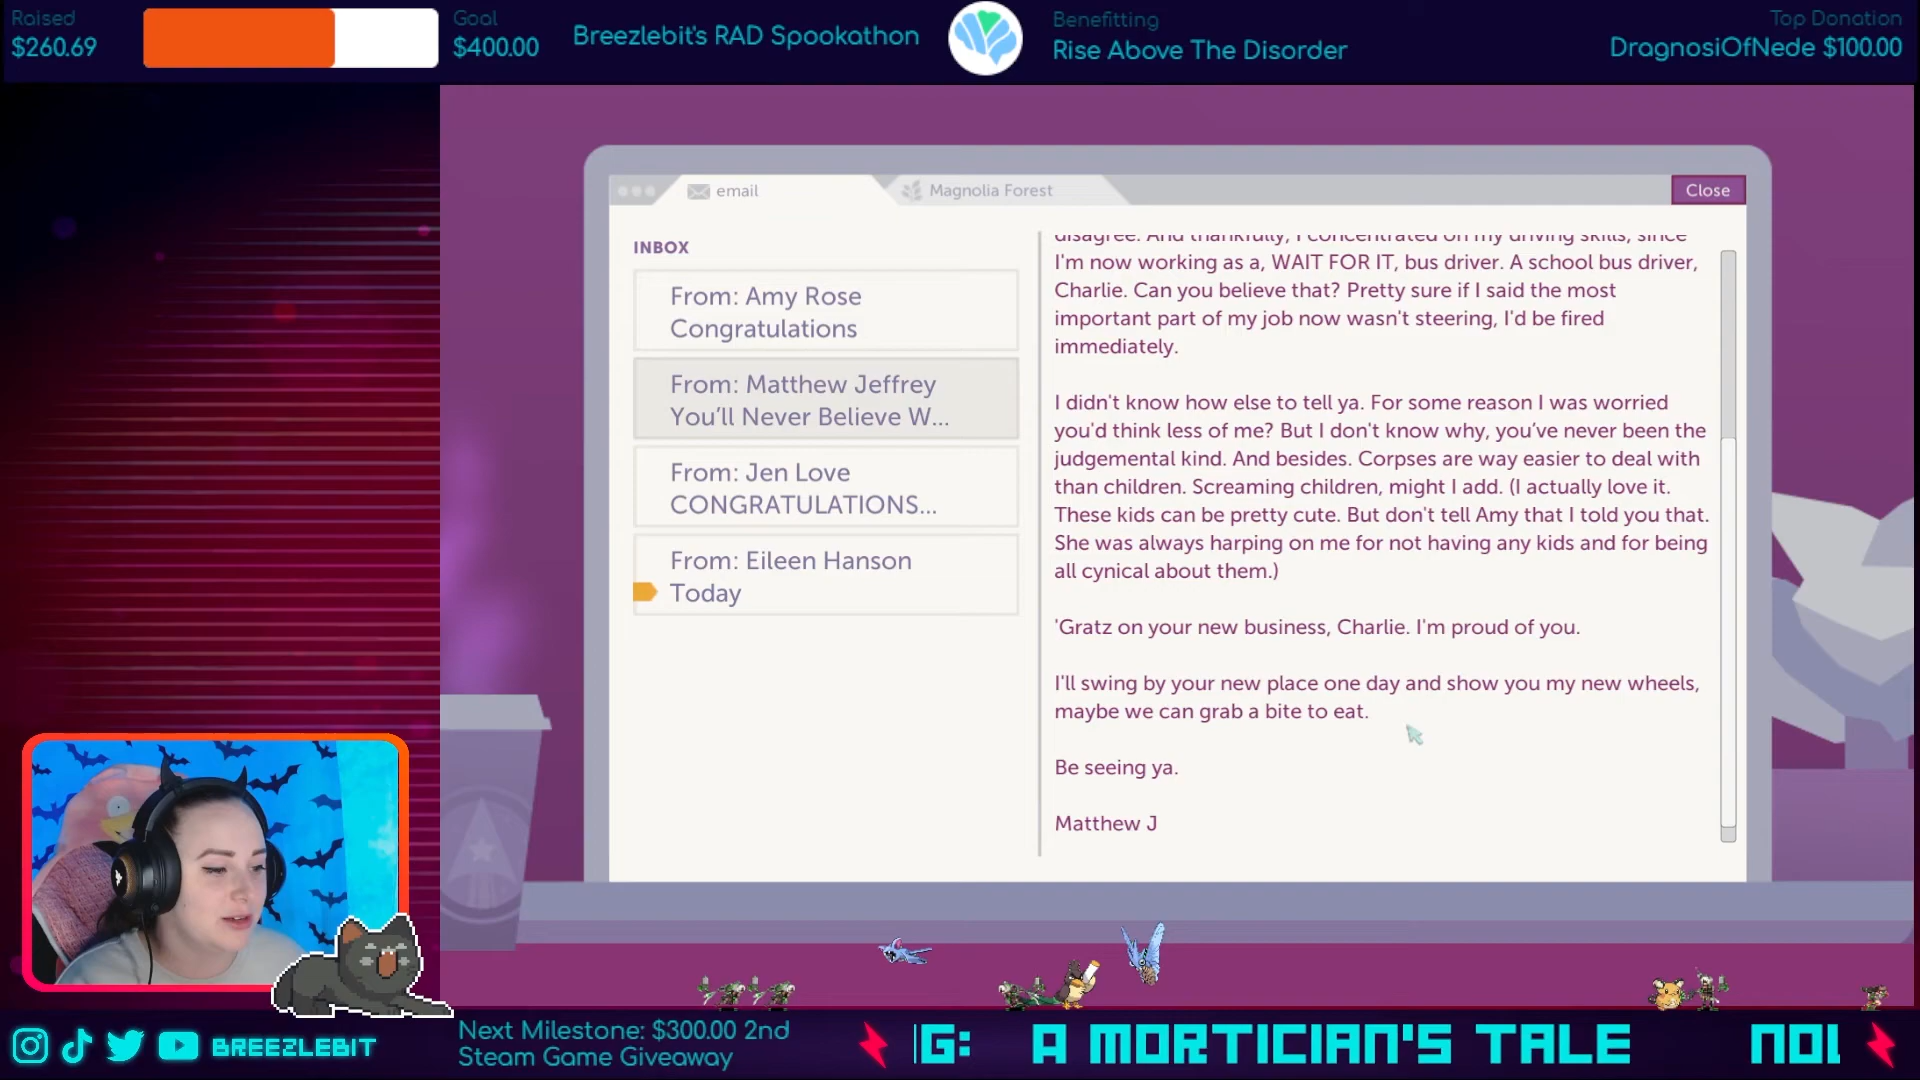 Raised
$260.69
Goal
$400.00
Breezlebit's RAD Spookathon
Benefitting
Rise Above The Disorder
Top Donation
DragnosiOfNede $100.00
email
Magnolia Forest
Close
INBOX
From: Amy Rose
Congratulations
From: Matthew Jeffrey
You'll Never Believe W...
From: Jen Love
CONGRATULATIONS...
From: Eileen Hanson
Today
disagree. And thankfully, I concentrated on my driving skills, since
I'm now working as a, WAIT FOR IT, bus driver. A school bus driver,
Charlie. Can you believe that? Pretty sure if I said the most
important part of my job now wasn't steering, I'd be fired
immediately.
I didn't know how else to tell ya. For some reason I was worried
you'd think less of me? But I don't know why, you've never been the
judgemental kind. And besides. Corpses are way easier to deal with
than children. Screaming children, might I add. (I actually love it.
These kids can be pretty cute. But don't tell Amy that I told you that.
She was always harping on me for not having any kids and for being
all cynical about them.)
'Gratz on your new business, Charlie. I'm proud of you.
I'll swing by your new place one day and show you my new wheels,
maybe we can grab a bite to eat.
Be seeing ya.
Matthew J
BREEZLEBIT
Next Milestone: $300.00 2nd
Steam Game Giveaway
G: A MORTICIAN'S TALE